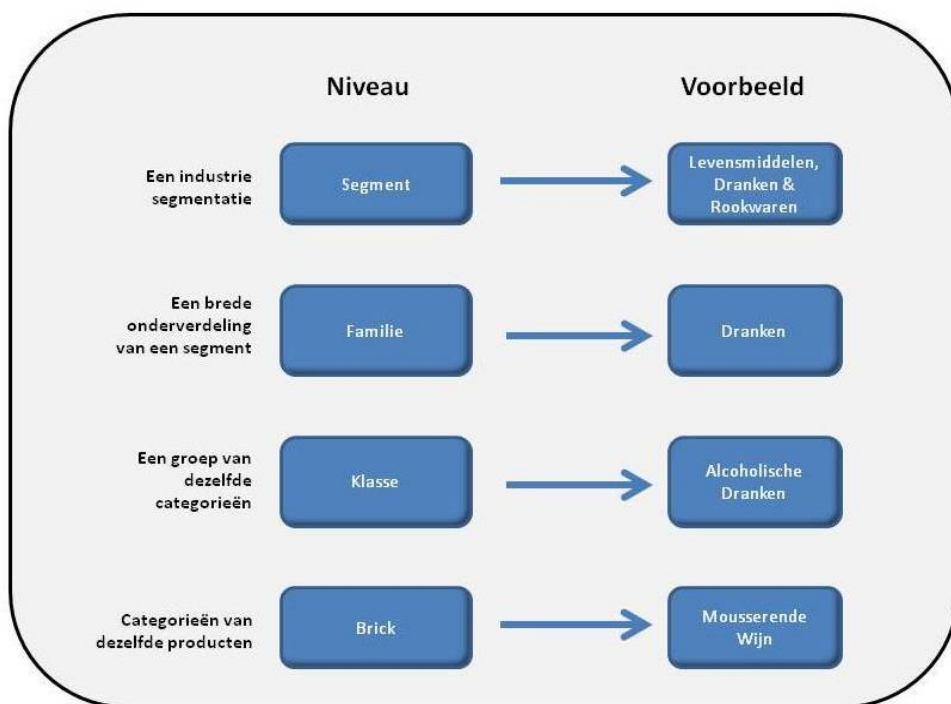 Niveau
Voorbeeld
Een industrie
segmentatie
Segment
Levensmiddelen,
Dranken &
Rookwaren
Een brede
onderverdeling
van een segment
Familie
Dranken
Een groep van
dezelfde
categorieën
Klasse
Alcoholische
Dranken
Categorieën van
dezelfde producten
Brick
Mousserende
Wijn